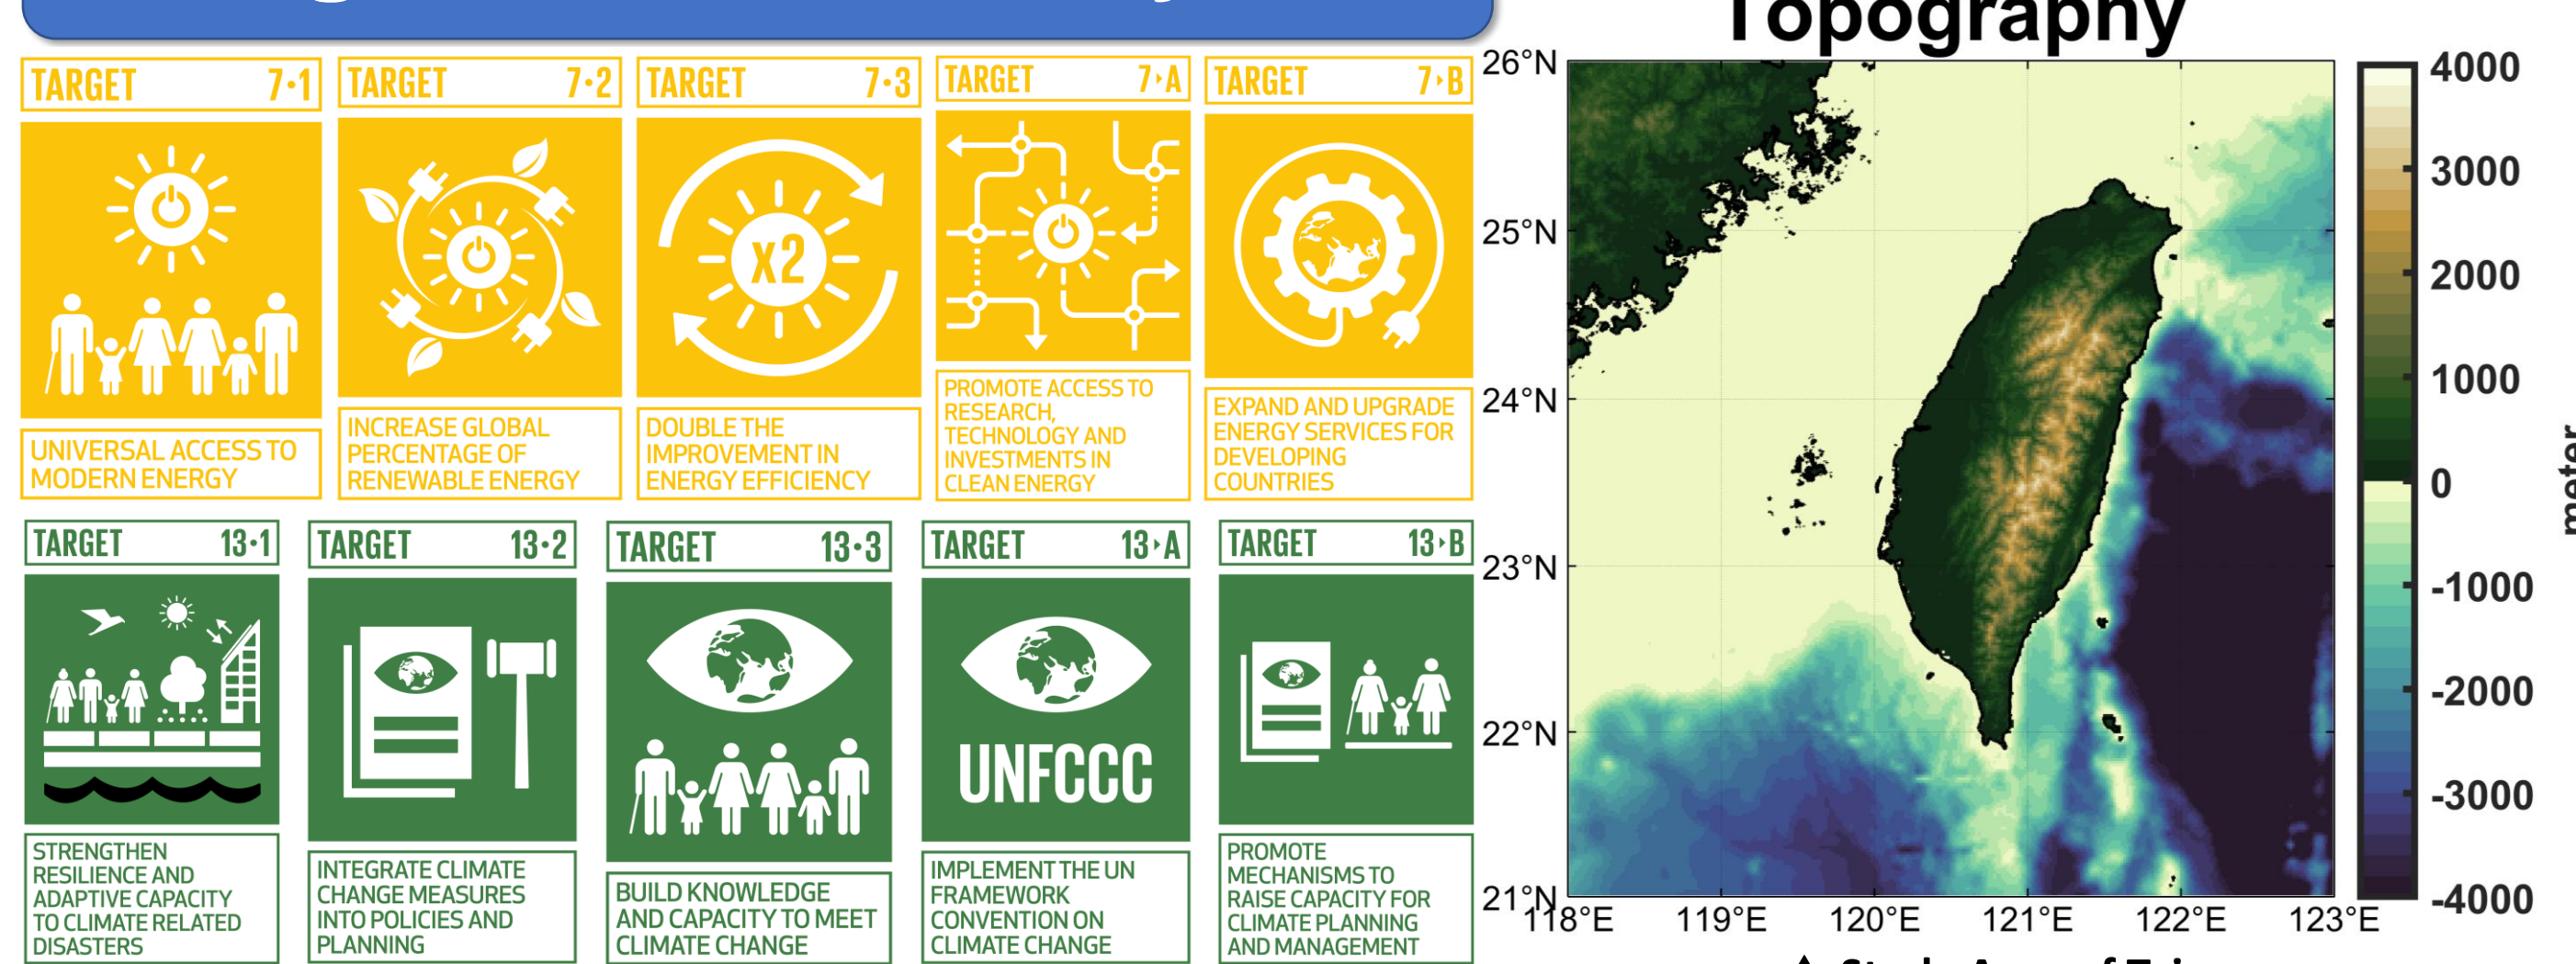 Topography
TARGET 7·1
UNIVERSAL ACCESS TO
MODERN ENERGY
TARGET 7·2
INCREASE GLOBAL
PERCENTAGE OF
RENEWABLE ENERGY
TARGET 7·3
X2
DOUBLE THE
IMPROVEMENT IN
ENERGY EFFICIENCY
TARGET 7▸A
PROMOTE ACCESS TO
RESEARCH,
TECHNOLOGY AND
INVESTMENTS IN
CLEAN ENERGY
TARGET 7▸B
EXPAND AND UPGRADE
ENERGY SERVICES FOR
DEVELOPING
COUNTRIES
TARGET 13·1
STRENGTHEN
RESILIENCE AND
ADAPTIVE CAPACITY
TO CLIMATE RELATED
DISASTERS
TARGET 13·2
INTEGRATE CLIMATE
CHANGE MEASURES
INTO POLICIES AND
PLANNING
TARGET 13·3
BUILD KNOWLEDGE
AND CAPACITY TO MEET
CLIMATE CHANGE
TARGET 13▸A
UNFCCC
IMPLEMENT THE UN
FRAMEWORK
CONVENTION ON
CLIMATE CHANGE
TARGET 13▸B
PROMOTE
MECHANISMS TO
RAISE CAPACITY FOR
CLIMATE PLANNING
AND MANAGEMENT
26°N
25°N
24°N
23°N
22°N
21°N
118°E 119°E 120°E 121°E 122°E 123°E
4000
3000
2000
1000
0
-1000
-2000
-3000
-4000
meter